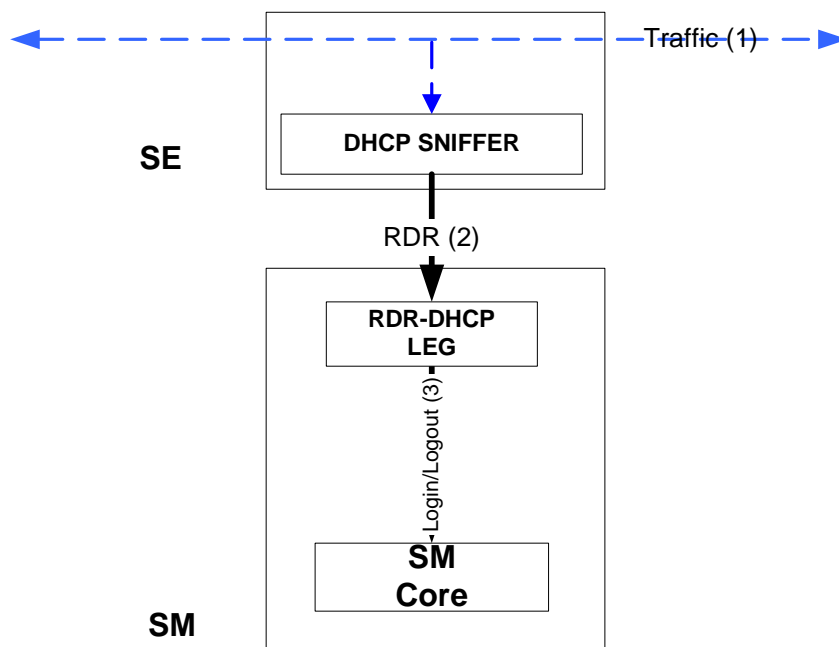 Traffic (1)
DHCP SNIFFER
SE
RDR (2)
RDR-DHCP
LEG
Login/Logout (3)
SM
Core
SM